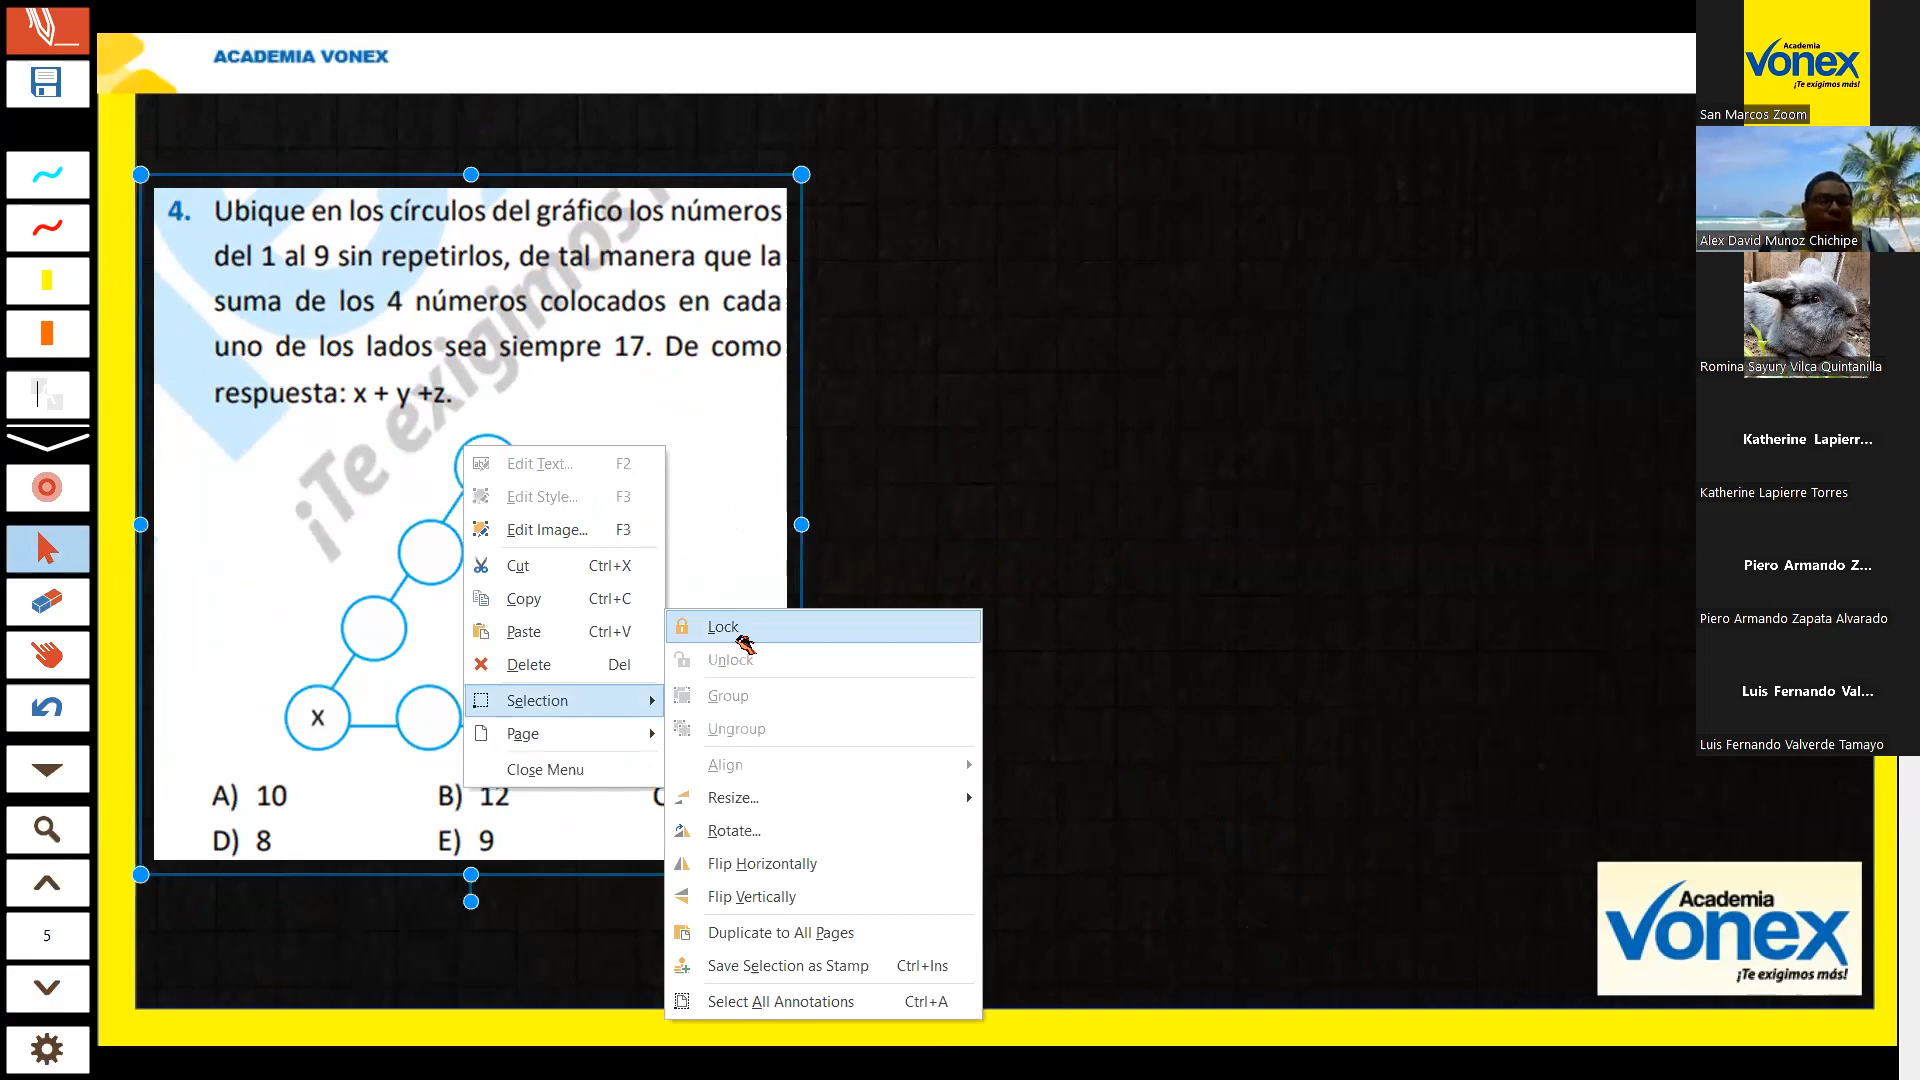 ACADEMIA VONEX
4. Ubique en los círculos del gráfico los números
del 1 al 9 sin repetirlos, de tal manera que la
suma de los 4 números colocados en cada
uno de los lados sea siempre 17. De como
respuesta: x + y +z.
¡Te exigimos
x
A) 10
B) 12
D) 8
E) 9
Edit Text... F2
Edit Style... F3
Edit Image... F3
Cut Ctrl+X
Copy Ctrl+C
Paste Ctrl+V
Delete Del
Selection
Page
Close Menu
Lock
Unlock
Group
Ungroup
Align
Resize...
Rotate...
Flip Horizontally
Flip Vertically
Duplicate to All Pages
Save Selection as Stamp Ctrl+Ins
Select All Annotations Ctrl+A
5
Academia
vonex
¡Te exigimos más!
San Marcos Zoom
Alex David Munoz Chichipe
Romina Sayury Vilca Quintanilla
Katherine Lapierr...
Katherine Lapierre Torres
Piero Armando Z...
Piero Armando Zapata Alvarado
Luis Fernando Val...
Luis Fernando Valverde Tamayo
Academia
vonex
¡Te exigimos más!